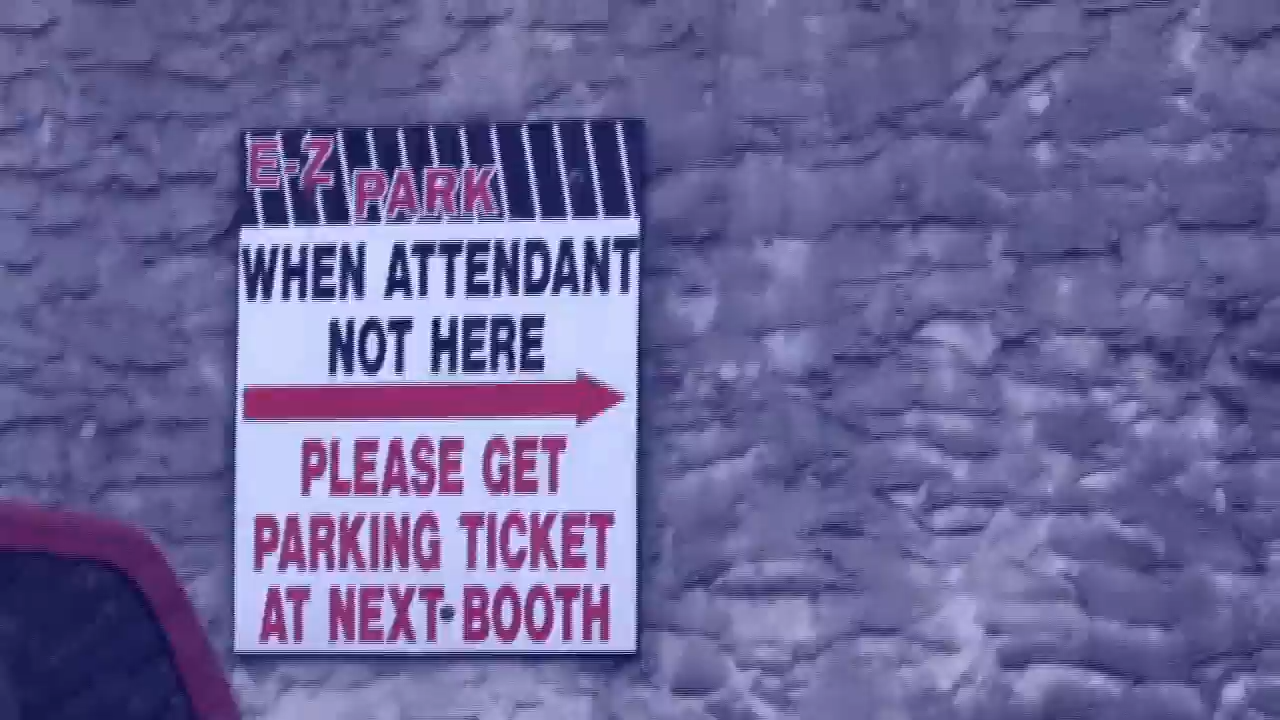 E-Z PARK
WHEN ATTENDANT
NOT HERE
PLEASE GET
PARKING TICKET
AT NEXT BOOTH